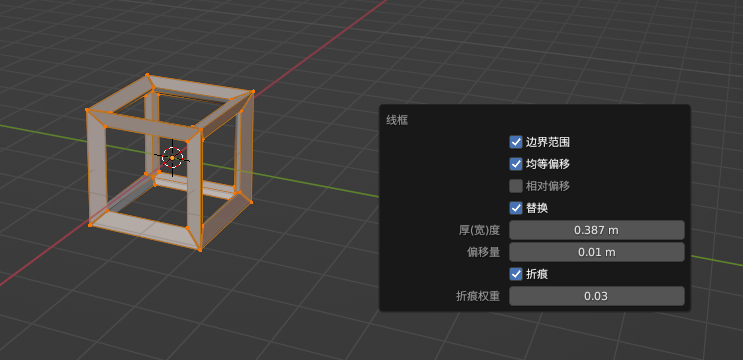 线框
边界范围
均等偏移
相对偏移
替换
厚(宽)度 0.387 m
偏移量 0.01 m
折痕
折痕权重 0.03